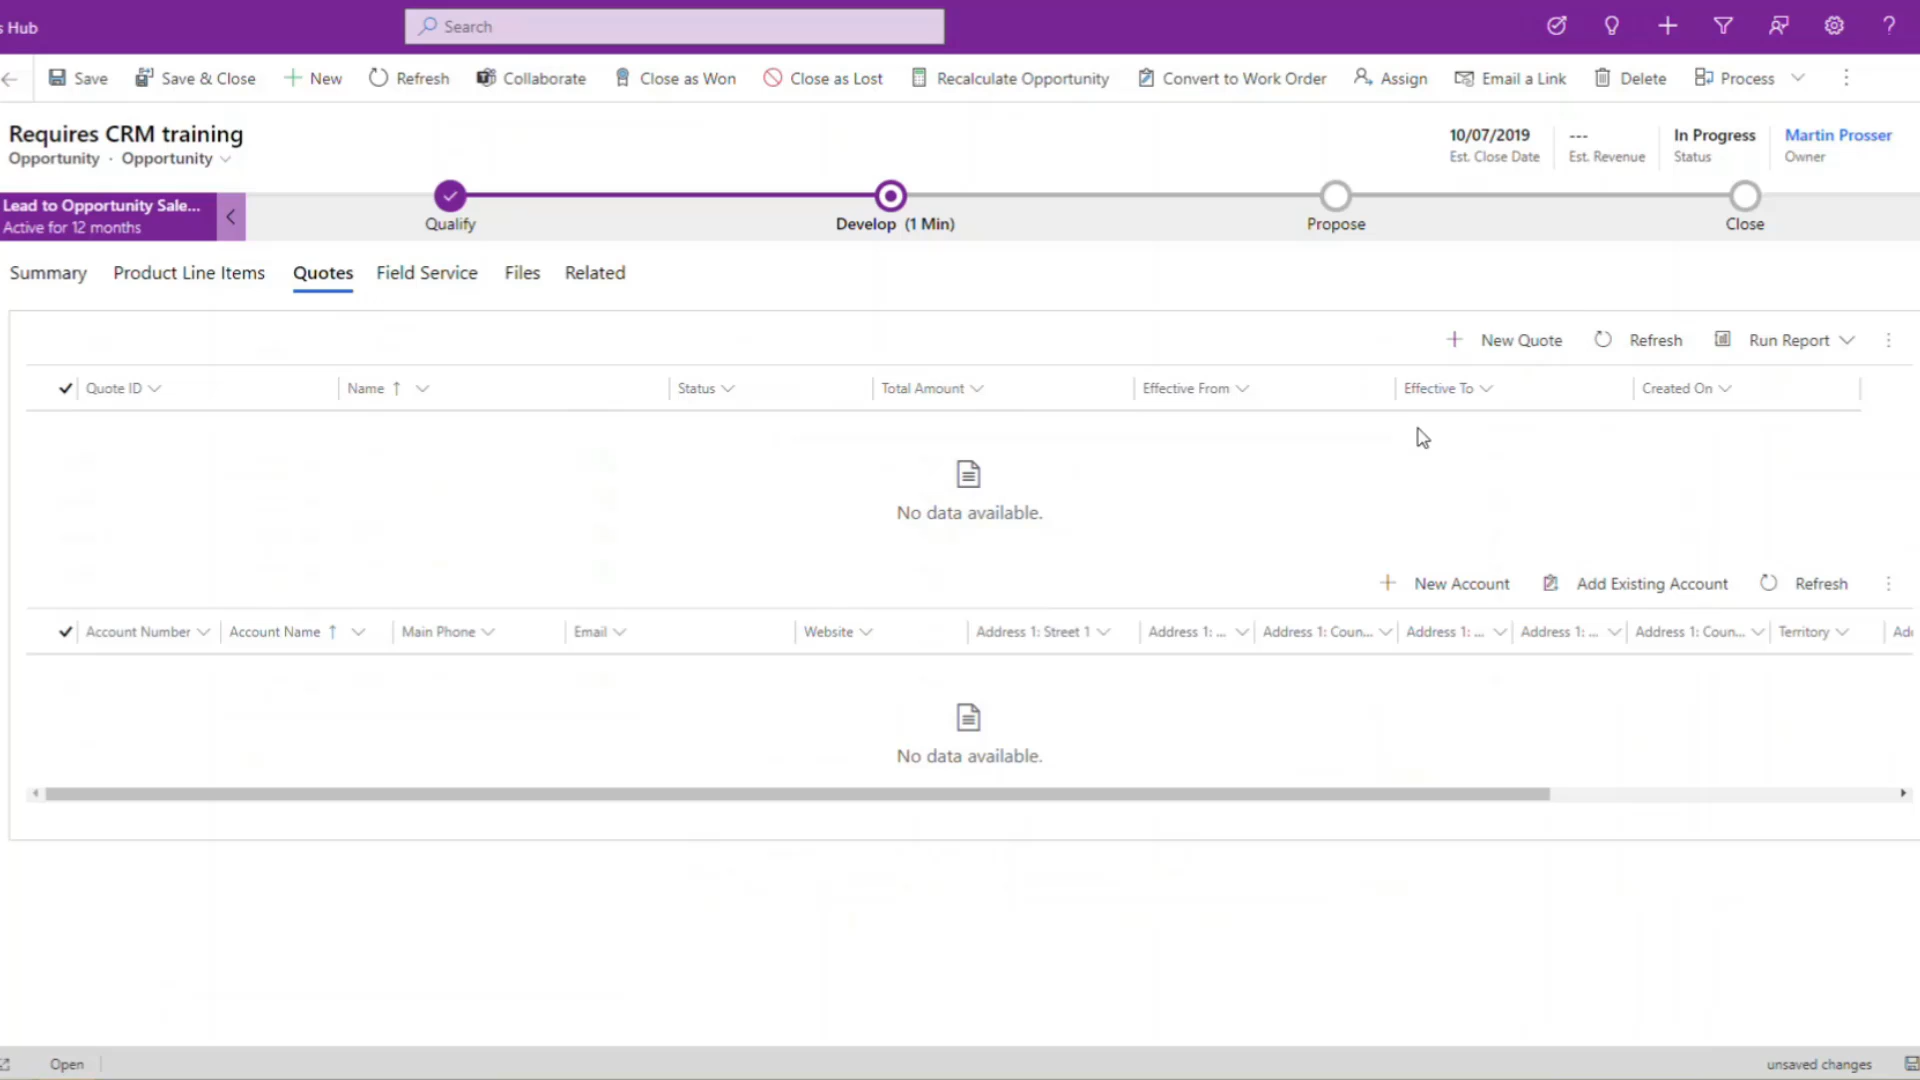 s Hub
Search
Save
Save & Close
New
Refresh
Collaborate
Close as Won
Close as Lost
Recalculate Opportunity
Convert to Work Order
Assign
Email a Link
Delete
Process
Requires CRM training
Opportunity · Opportunity
10/07/2019
Est. Close Date
---
Est. Revenue
In Progress
Status
Martin Prosser
Owner
Lead to Opportunity Sale...
Active for 12 months
Qualify
Develop (1 Min)
Propose
Close
Summary
Product Line Items
Quotes
Field Service
Files
Related
New Quote
Refresh
Run Report
Quote ID
Name ↑
Status
Total Amount
Effective From
Effective To
Created On
No data available.
New Account
Add Existing Account
Refresh
Account Number
Account Name ↑
Main Phone
Email
Website
Address 1: Street 1
Address 1: ...
Address 1: Coun...
Address 1: ...
Address 1: ...
Address 1: Coun...
Territory
Ad
No data available.
Open
unsaved changes